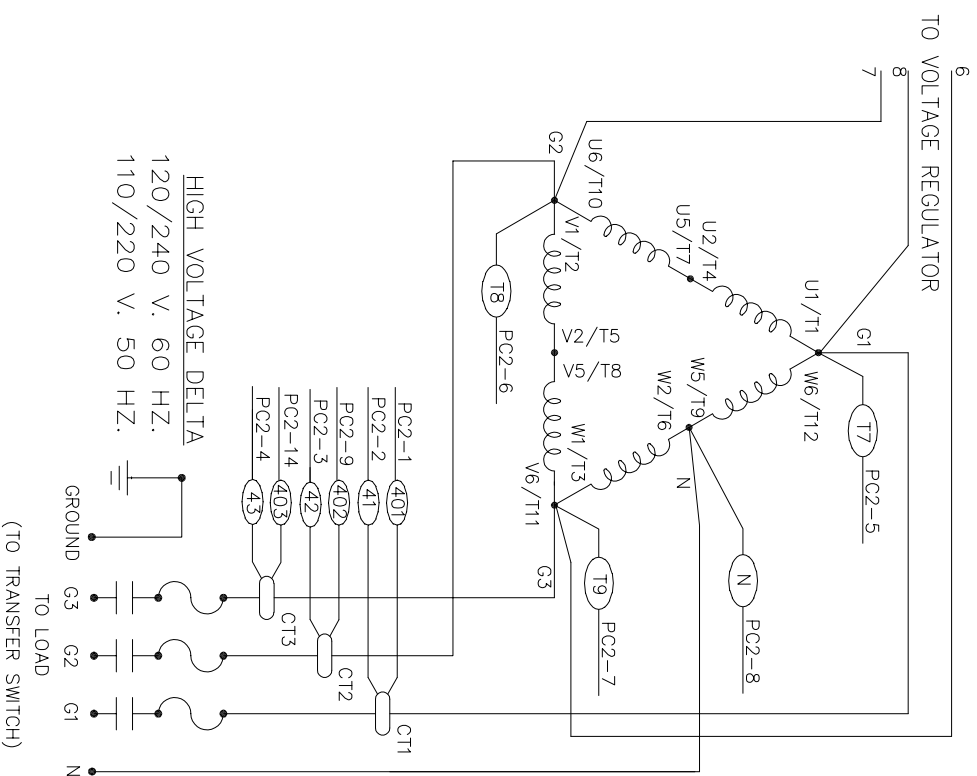 6
8
7
TO VOLTAGE REGULATOR
G1
T7
PC2-5
U1/T1
W6/T12
U2/T4
U5/T7
U6/T10
G2
W5/T9
W2/T6
N
N
PC2-8
V1/T2
V2/T5
V5/T8
W1/T3
V6/T11
G3
T8
PC2-6
T9
PC2-7
PC2-1
401
PC2-2
41
PC2-9
402
PC2-3
42
PC2-14
403
PC2-4
43
CT1
CT2
CT3
HIGH VOLTAGE DELTA
120/240 V. 60 HZ.
110/220 V. 50 HZ.
GROUND
G3
G2
G1
N
TO LOAD
(TO TRANSFER SWITCH)